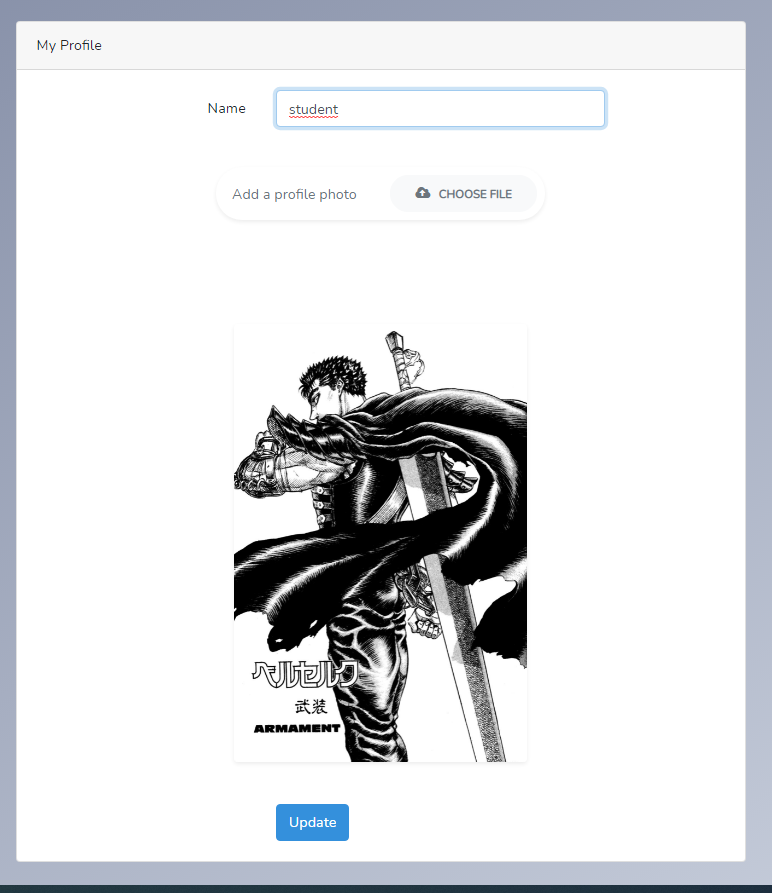 My Profile
Name
student
Add a profile photo
CHOOSE FILE
ベルセルク
武装
ARMAMENT
Update